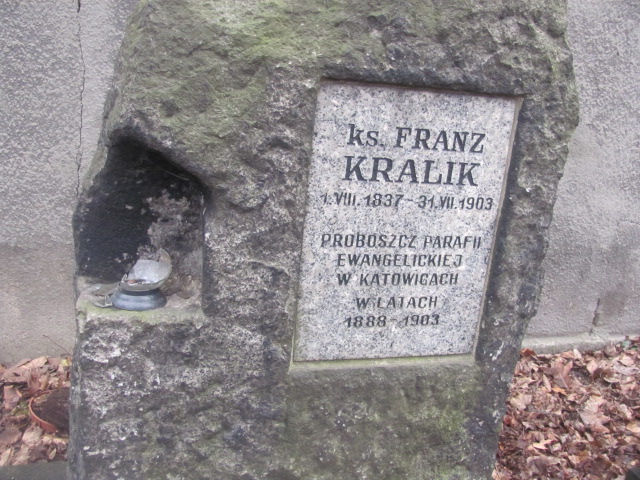 ks. FRANZ
KRALIK
1.VIII.1837-31.VII.1903
PROBOSZCZ PARAFII
EWANGELICKIEJ
W KATOWICACH
W LATACH
1888-1903